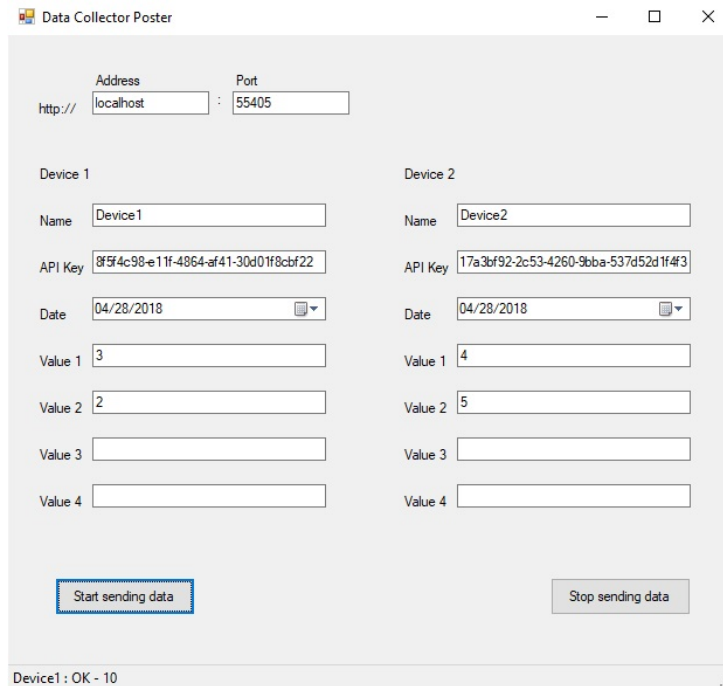 Data Collector Poster
Address Port
http:// localhost : 55405
Device 1
Name Device1
API Key 8f5f4c98-e11f-4864-af41-30d01f8cbf22
Date 04/28/2018
Value 1 3
Value 2 2
Value 3
Value 4
Device 2
Name Device2
API Key 17a3bf92-2c53-4260-9bba-537d52d1f4f3
Date 04/28/2018
Value 1 4
Value 2 5
Value 3
Value 4
Start sending data
Stop sending data
Device1 : OK - 10